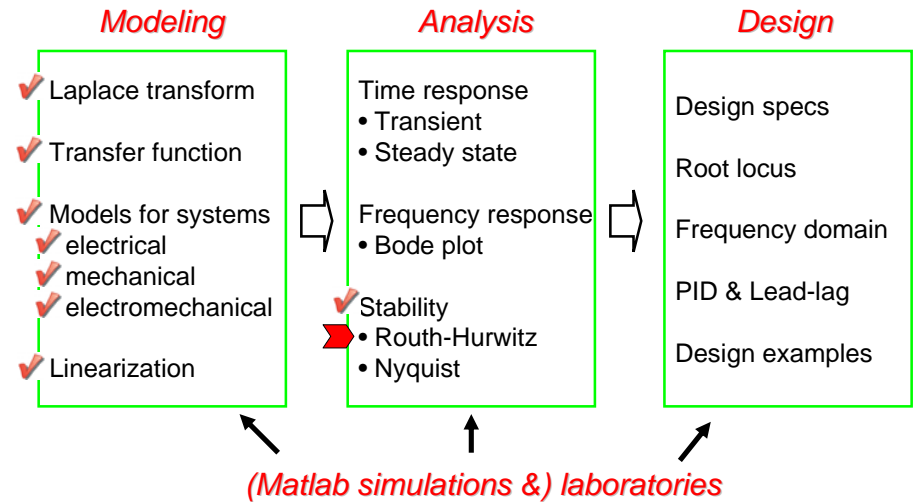 Modeling
Laplace transform
Transfer function
Models for systems
electrical
mechanical
electromechanical
Linearization
Analysis
Time response
• Transient
• Steady state
Frequency response
• Bode plot
Stability
• Routh-Hurwitz
• Nyquist
Design
Design specs
Root locus
Frequency domain
PID & Lead-lag
Design examples
(Matlab simulations &) laboratories